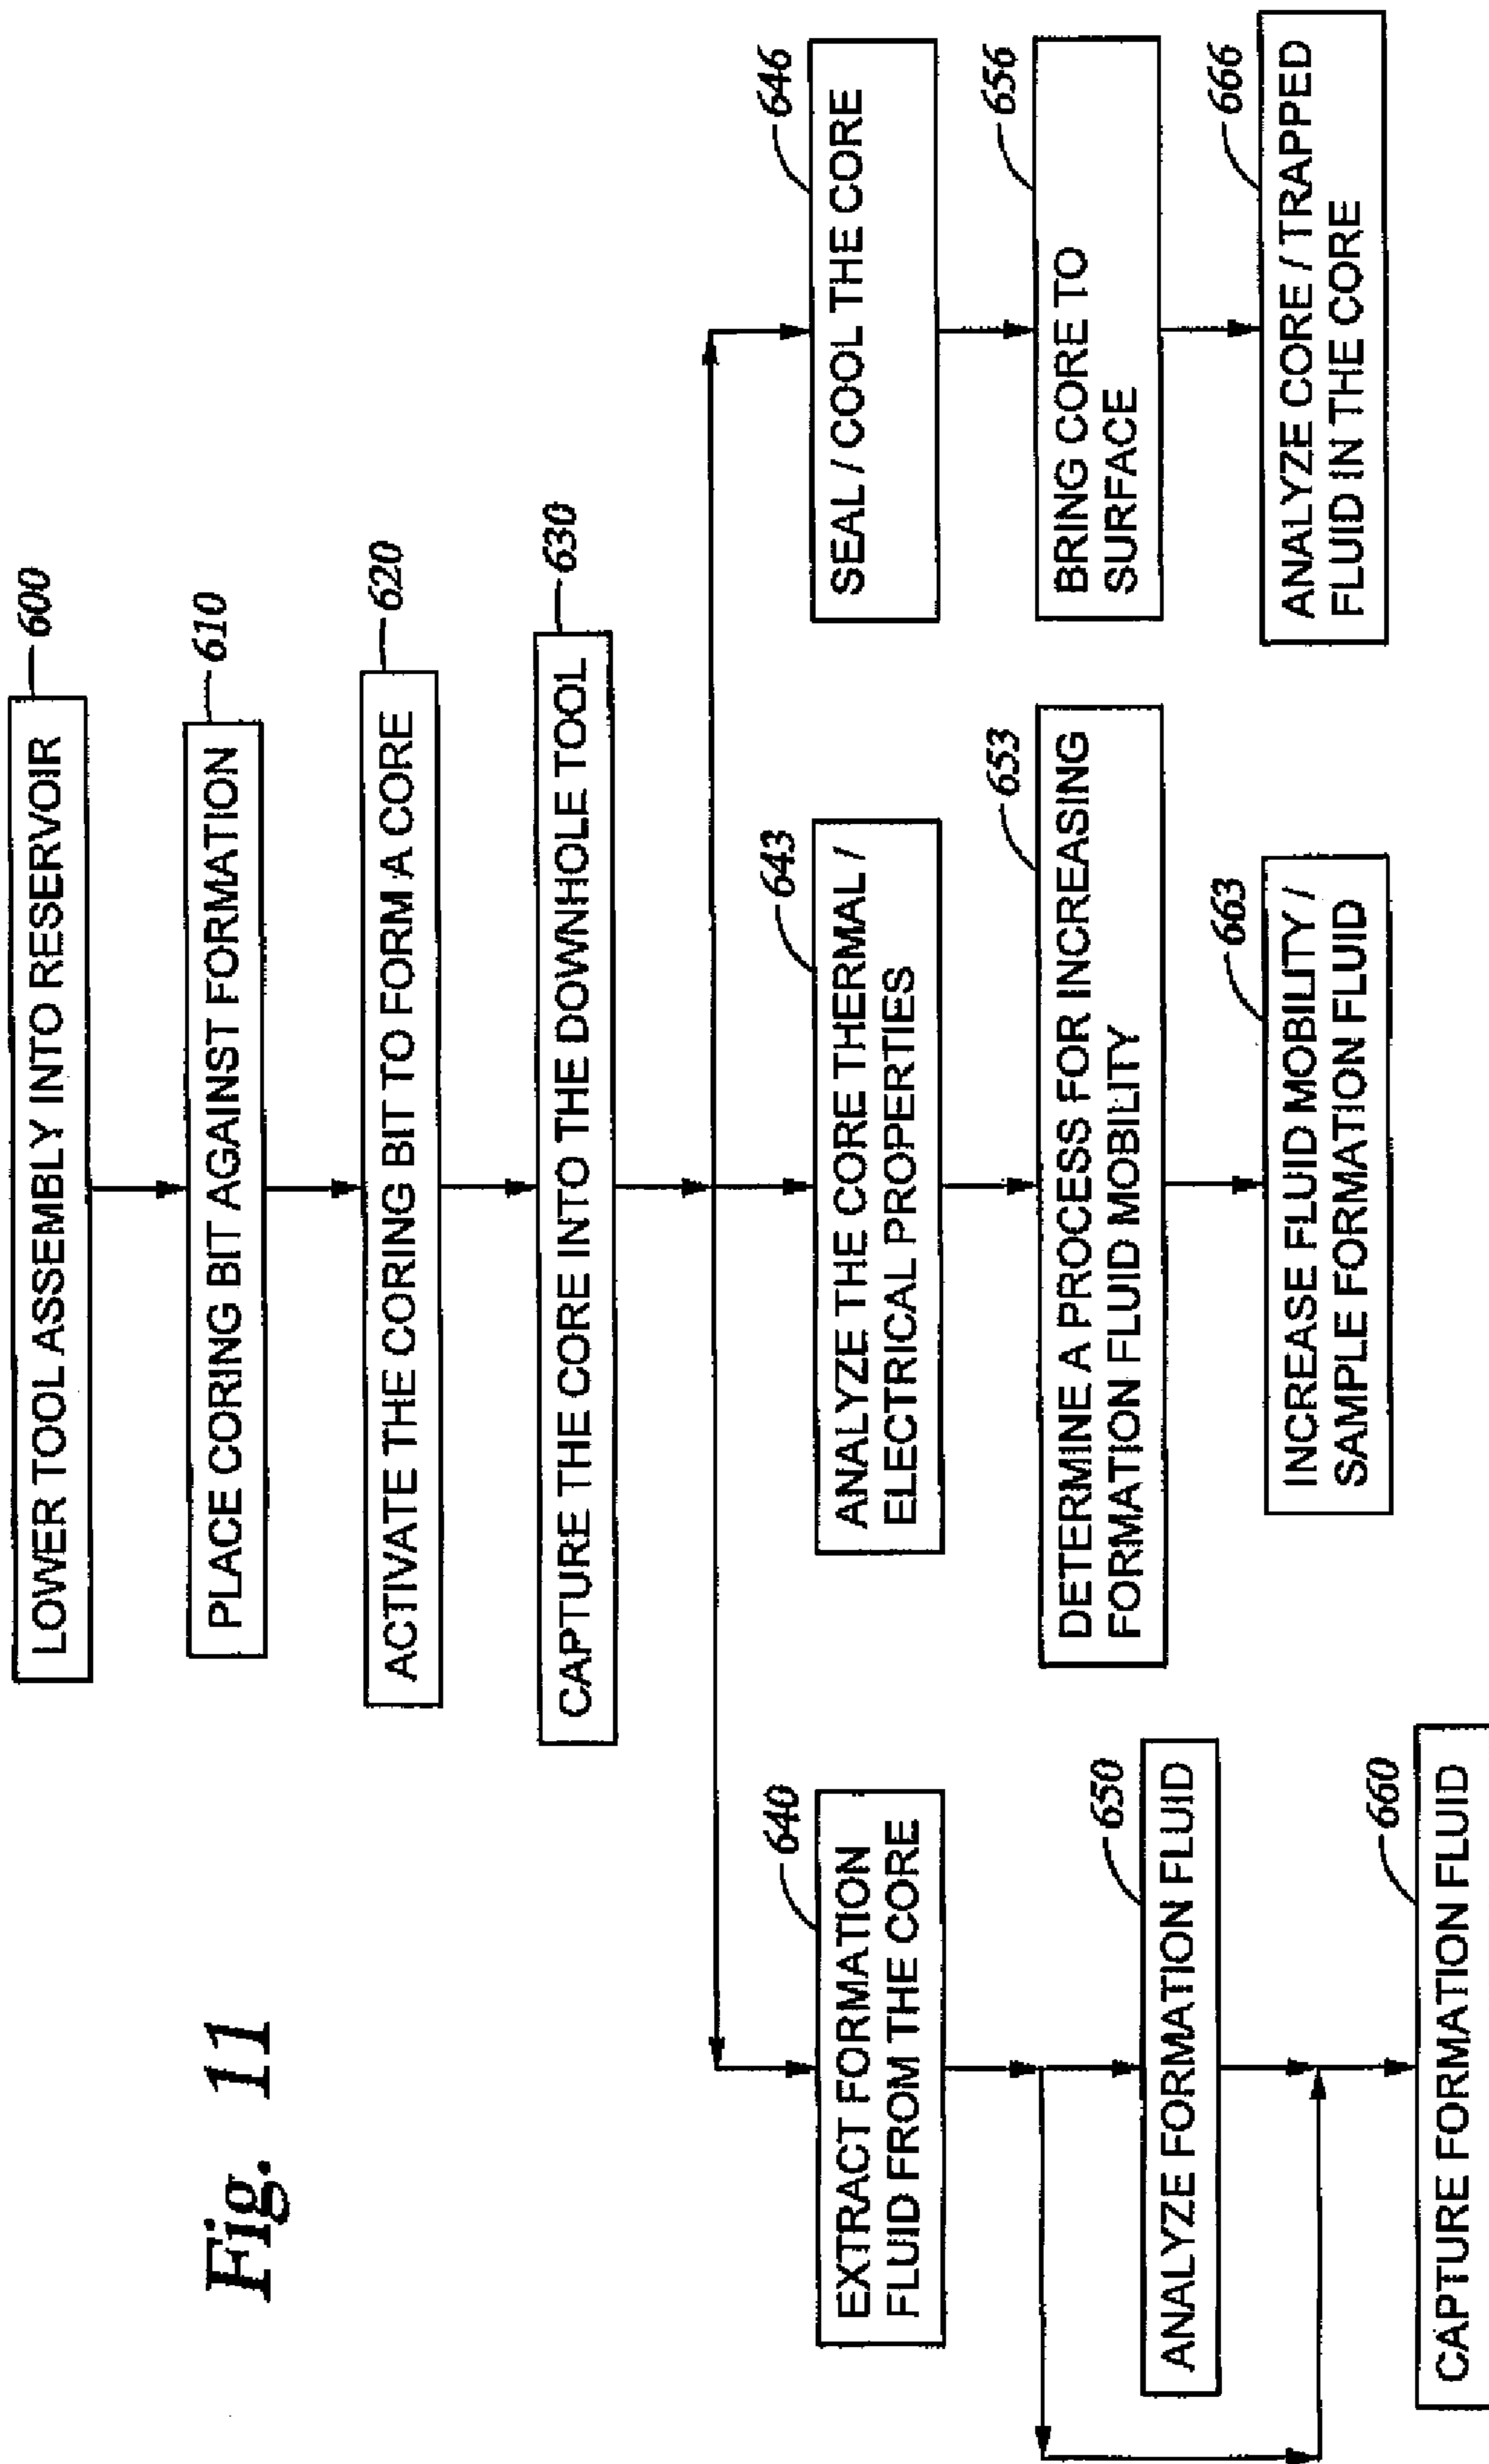 Fig. 11
LOWER TOOL ASSEMBLY INTO RESERVOIR
600
PLACE CORING BIT AGAINST FORMATION
610
ACTIVATE THE CORING BIT TO FORM A CORE
620
CAPTURE THE CORE INTO THE DOWNHOLE TOOL
630
EXTRACT FORMATION
FLUID FROM THE CORE
640
ANALYZE FORMATION FLUID
650
CAPTURE FORMATION FLUID
660
ANALYZE THE CORE THERMAL /
ELECTRICAL PROPERTIES
643
DETERMINE A PROCESS FOR INCREASING
FORMATION FLUID MOBILITY
653
INCREASE FLUID MOBILITY /
SAMPLE FORMATION FLUID
663
SEAL / COOL THE CORE
646
BRING CORE TO
SURFACE
656
ANALYZE CORE / TRAPPED
FLUID IN THE CORE
666